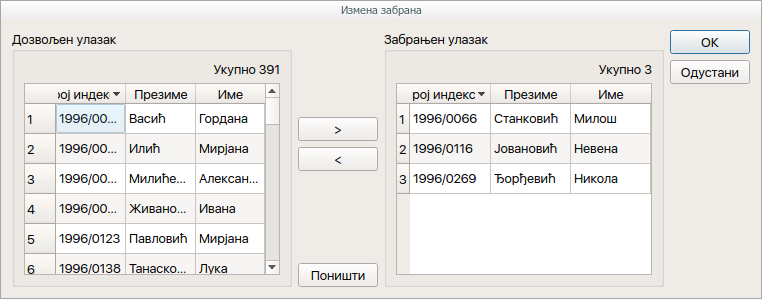 Измена забрана
Дозвољен улазак
Укупно 391
рој индек Презиме Име
1 1996/00... Васић Гордана
2 1996/00... Илић Мирјана
3 1996/00... Милиће... Алексан...
4 1996/00... Живано... Ивана
5 1996/0123 Павловић Мирјана
6 1996/0138 Танаско... Лука
>
<
Поништи
Забрањен улазак
Укупно 3
рој индекс Презиме Име
1 1996/0066 Станковић Милош
2 1996/0116 Јовановић Невена
3 1996/0269 Ђорђевић Никола
OK
Одустани